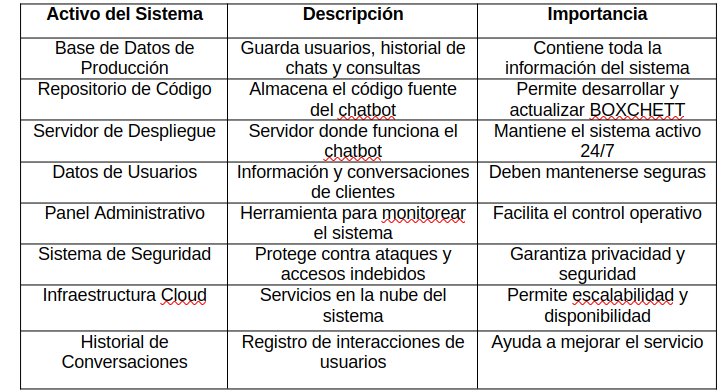 Activo del Sistema Descripción Importancia
Base de Datos de Producción Guarda usuarios, historial de chats y consultas Contiene toda la información del sistema
Repositorio de Código Almacena el código fuente del chatbot Permite desarrollar y actualizar BOXCHETT
Servidor de Despliegue Servidor donde funciona el chatbot Mantiene el sistema activo 24/7
Datos de Usuarios Información y conversaciones de clientes Deben mantenerse seguras
Panel Administrativo Herramienta para monitorear el sistema Facilita el control operativo
Sistema de Seguridad Protege contra ataques y accesos indebidos Garantiza privacidad y seguridad
Infraestructura Cloud Servicios en la nube del sistema Permite escalabilidad y disponibilidad
Historial de Conversaciones Registro de interacciones de usuarios Ayuda a mejorar el servicio